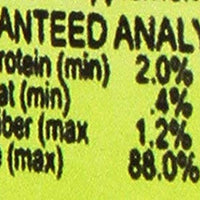 ANTEED ANALY
rotein (min) 2.0%
at (min) .4%
iber (max 1.2%
(max) 88.0%